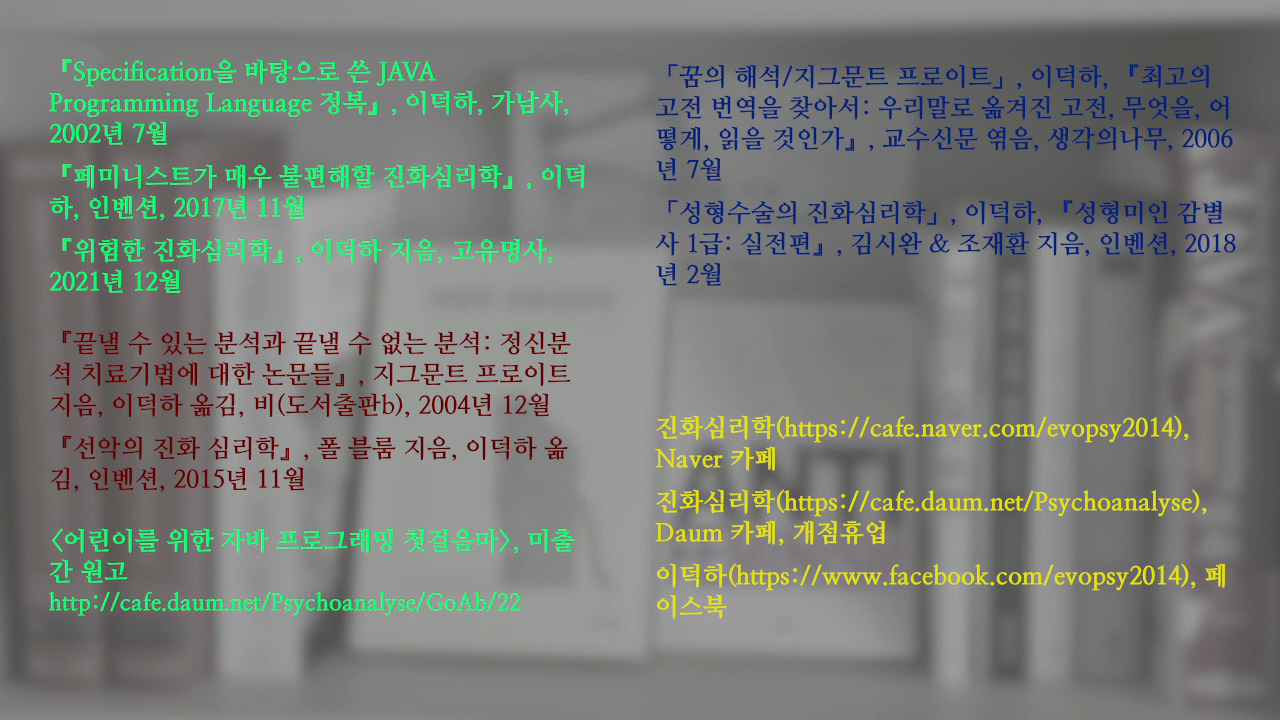 『Specification을 바탕으로 쓴 JAVA
Programming Language 정복』, 이덕하, 가남사,
2002년 7월
『페미니스트가 매우 불편해할 진화심리학』, 이덕
하, 인벤션, 2017년 11월
『위험한 진화심리학』, 이덕하 지음, 고유명사,
2021년 12월
『끝낼 수 있는 분석과 끝낼 수 없는 분석: 정신분
석 치료기법에 대한 논문들』, 지그문트 프로이트
지음, 이덕하 옮김, 비(도서출판b), 2004년 12월
『선악의 진화 심리학』, 폴 블룸 지음, 이덕하 옮
김, 인벤션, 2015년 11월
〈어린이를 위한 자바 프로그래밍 첫걸음마〉, 미출
간 원고
http://cafe.daum.net/Psychoanalyse/GoAb/22
「꿈의 해석/지그문트 프로이트」, 이덕하, 『최고의
고전 번역을 찾아서: 우리말로 옮겨진 고전, 무엇을, 어
떻게, 읽을 것인가』, 교수신문 엮음, 생각의나무, 2006
년 7월
「성형수술의 진화심리학」, 이덕하, 『성형미인 감별
사 1급: 실전편』, 김시완 & 조재환 지음, 인벤션, 2018
년 2월
진화심리학(https://cafe.naver.com/evopsy2014),
Naver 카페
진화심리학(https://cafe.daum.net/Psychoanalyse),
Daum 카페, 개점휴업
이덕하(https://www.facebook.com/evopsy2014), 페
이스북